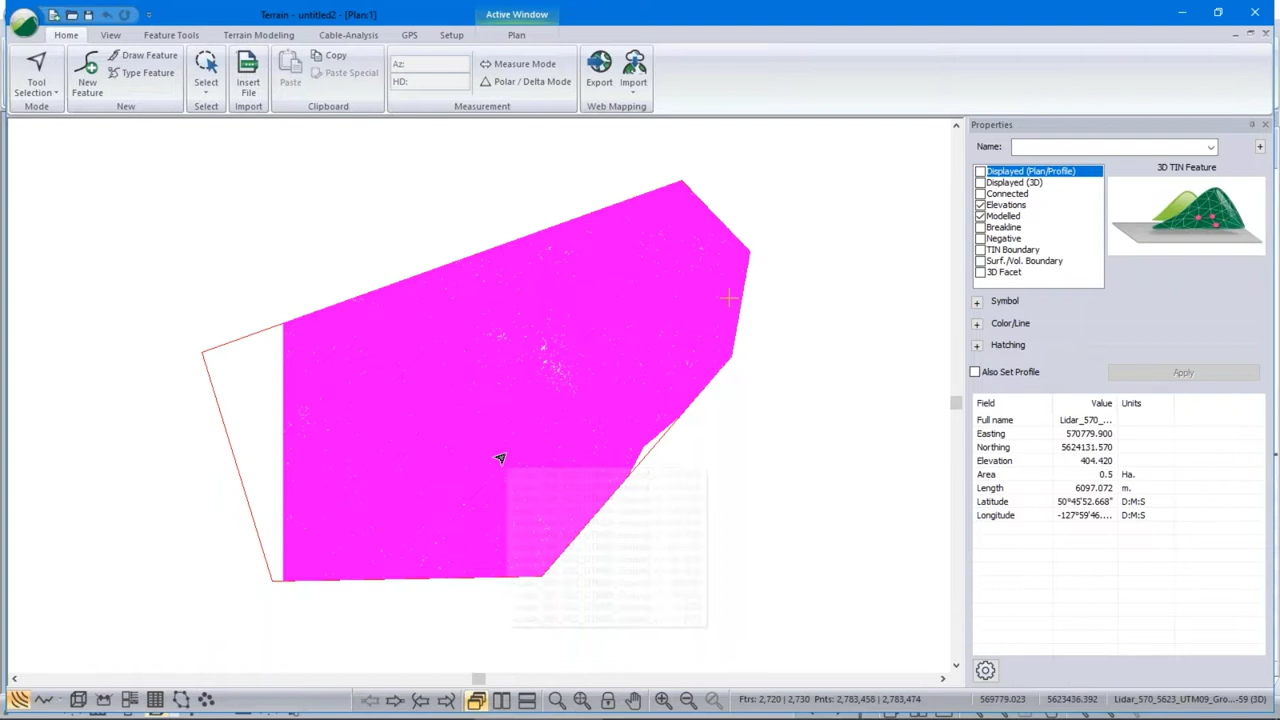 Terrain - untitled2 - [Plan:1]
Active Window
Home View Feature Tools Terrain Modeling Cable-Analysis GPS Setup Plan
Tool Selection
Mode
New Feature
Draw Feature
Type Feature
New
Select
Select
Insert File
Import
Paste
Copy
Paste Special
Clipboard
Az:
HD:
Measure Mode
Polar / Delta Mode
Measurement
Export
Import
Web Mapping
Properties
Name:
Displayed (Plan/Profile)
Displayed (3D)
Connected
Elevations
Modelled
Breakline
Negative
TIN Boundary
Surf./Vol. Boundary
3D Facet
3D TIN Feature
Symbol
Color/Line
Hatching
Also Set Profile
Apply
Field Value Units
Full name Lidar_570_...
Easting 570779.900
Northing 5624131.570
Elevation 404.420
Area 0.5 Ha.
Length 6097.072 m.
Latitude 50°45'52.668" D:M:S
Longitude -127°59'46.... D:M:S
Ftrs: 2,720 | 2,730 Pnts: 2,783,458 | 2,783,474
569779.023
5623436.392
Lidar_570_5623_UTM09_Gro...-59 (3D)